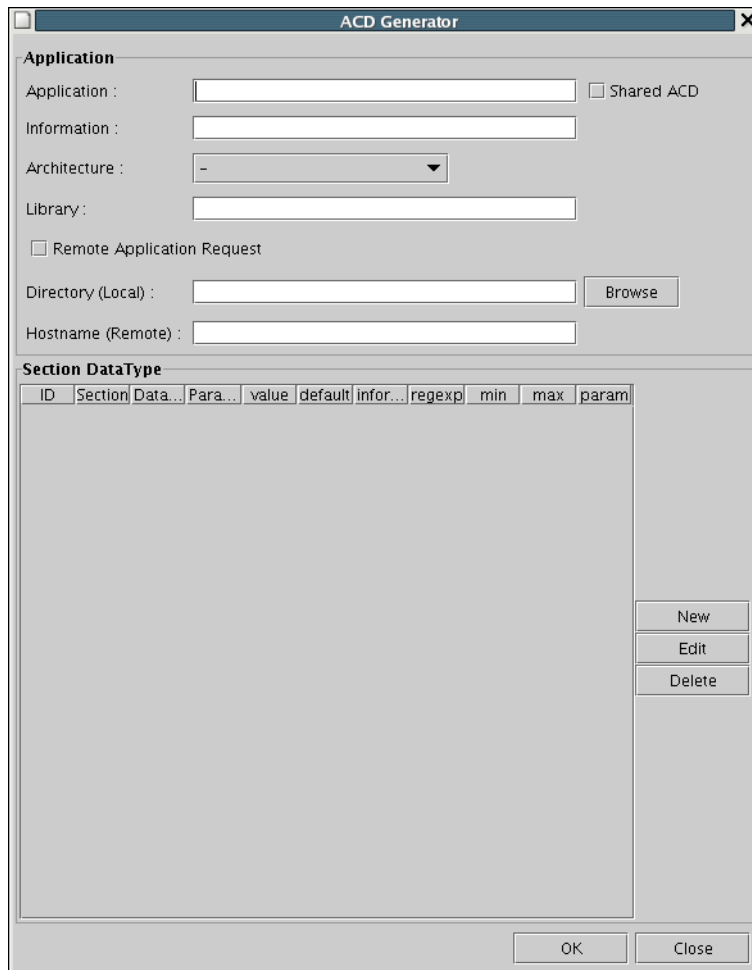 ACD Generator
Application
Application :
Shared ACD
Information :
Architecture :
–
Library :
Remote Application Request
Directory (Local) :
Browse
Hostname (Remote) :
Section DataType
ID Section Data... Para... value default infor... regexp min max param
New
Edit
Delete
OK
Close